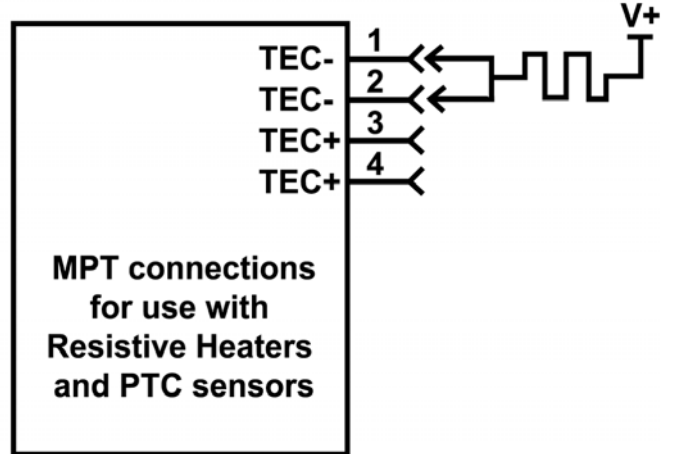 V+
TEC- 1
TEC- 2
TEC+ 3
TEC+ 4
MPT connections
for use with
Resistive Heaters
and PTC sensors